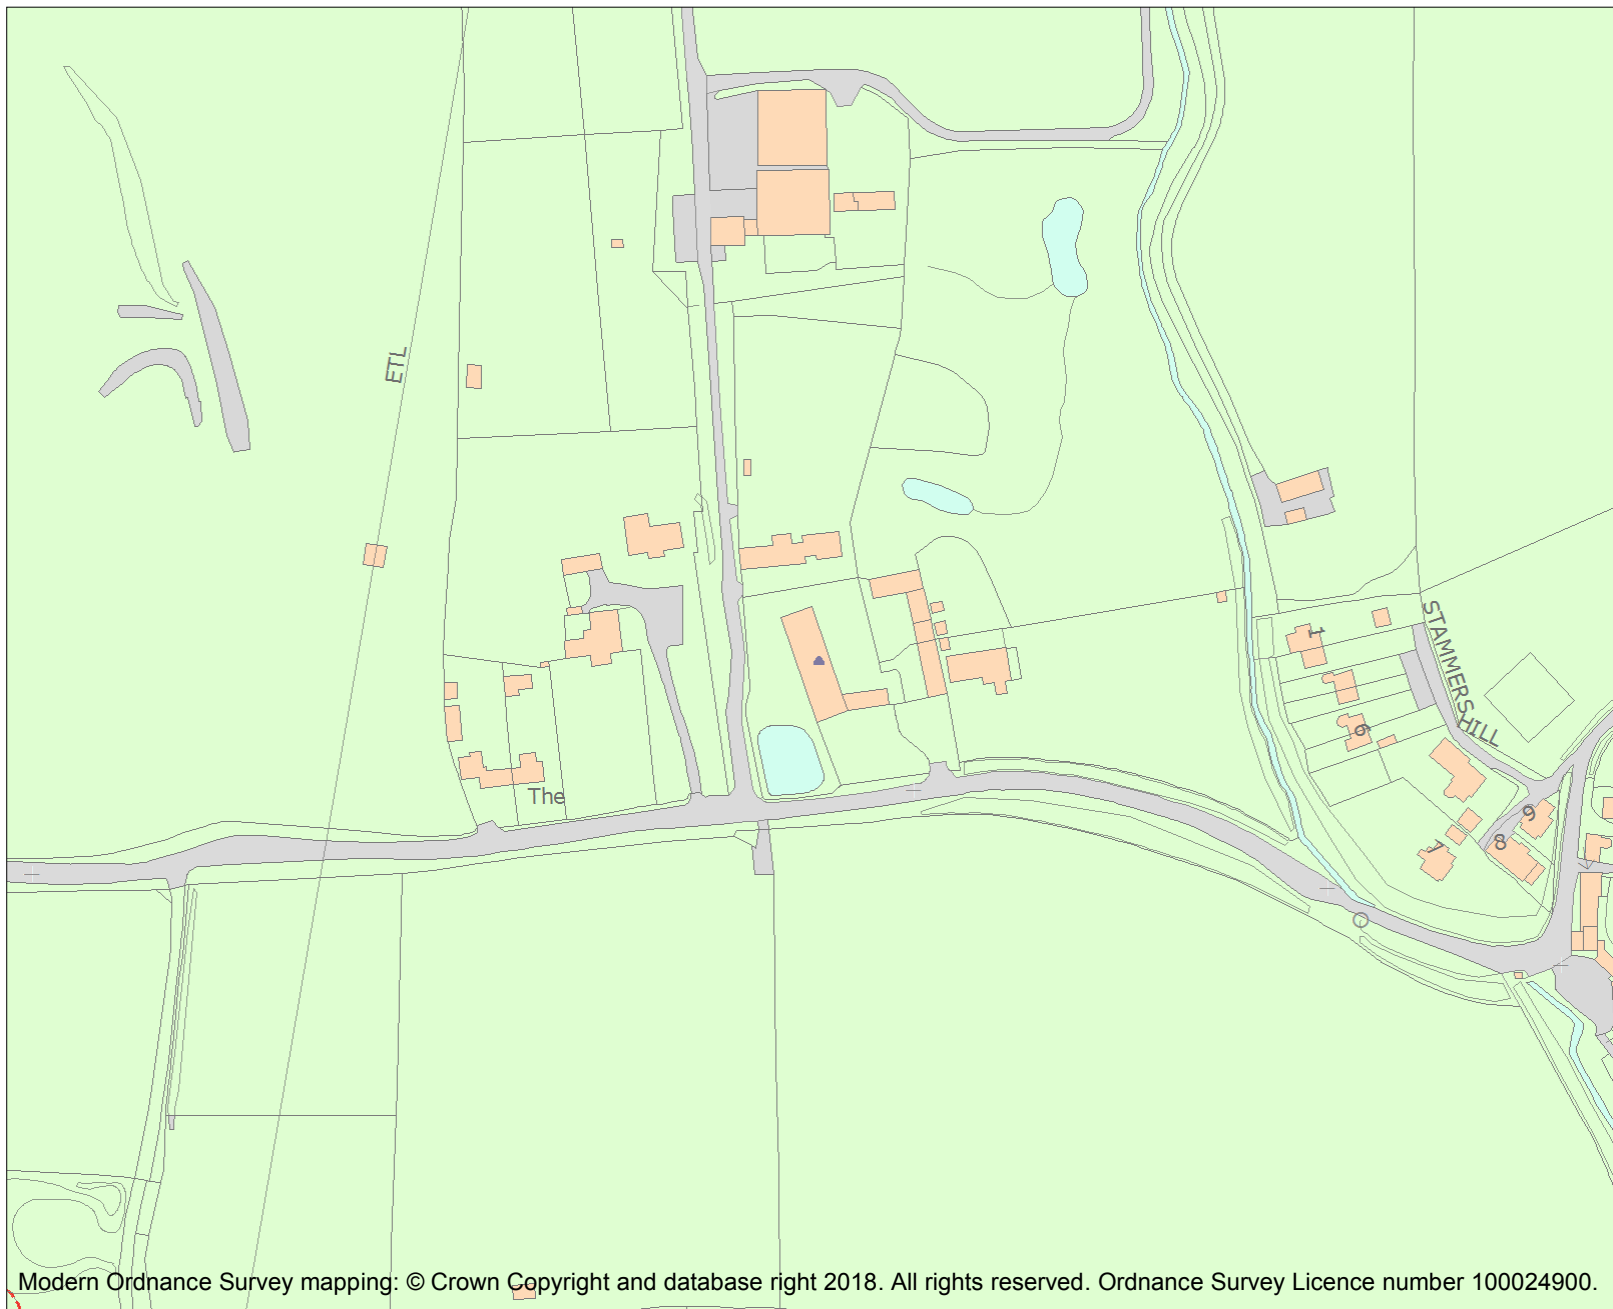 ETL
STAMMERS
HILL
1
6
The
9
8
7
Modern Ordnance Survey mapping: © Crown Copyright and database right 2018. All rights reserved. Ordnance Survey Licence number 100024900.